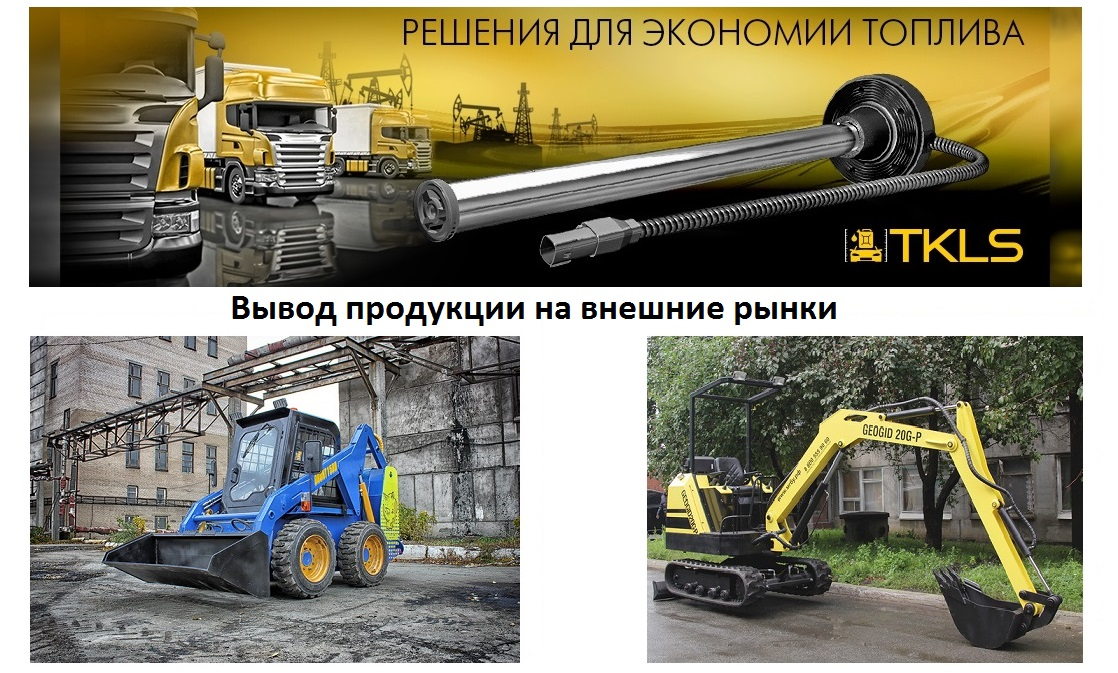 РЕШЕНИЯ ДЛЯ ЭКОНОМИИ ТОПЛИВА
TKLS
Вывод продукции на внешние рынки
GEOGID 20G-P